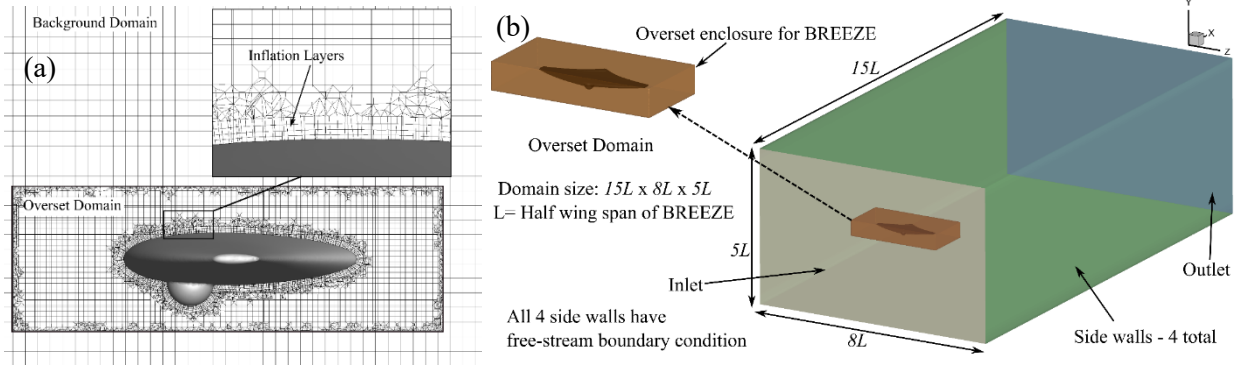 Background Domain
(a)
Inflation Layers
Overset Domain
(b)
Overset enclosure for BREEZE
Overset Domain
Domain size: 15L x 8L x 5L
L= Half wing span of BREEZE
All 4 side walls have
free-stream boundary condition
15L
5L
8L
Inlet
Outlet
Side walls - 4 total
Y
X
Z